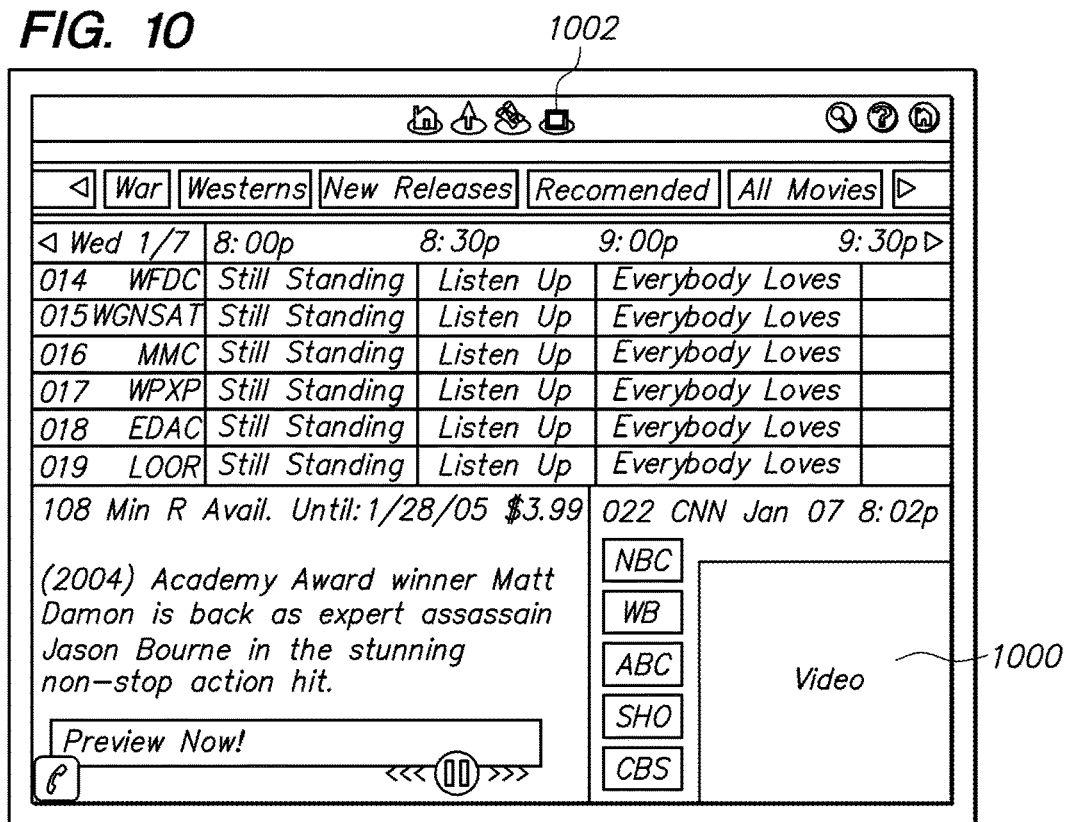 FIG. 10
1002
War Westerns New Releases Recomended All Movies
Wed 1/7 8:00p 8:30p 9:00p 9:30p
014 WFDC Still Standing Listen Up Everybody Loves
015 WGNSAT Still Standing Listen Up Everybody Loves
016 MMC Still Standing Listen Up Everybody Loves
017 WPXP Still Standing Listen Up Everybody Loves
018 EDAC Still Standing Listen Up Everybody Loves
019 LOOR Still Standing Listen Up Everybody Loves
108 Min R Avail. Until: 1/28/05 $3.99
(2004) Academy Award winner Matt
Damon is back as expert assassain
Jason Bourne in the stunning
non-stop action hit.
Preview Now!
<<< >>>
022 CNN Jan 07 8:02p
NBC
WB
ABC
SHO
CBS
Video
1000